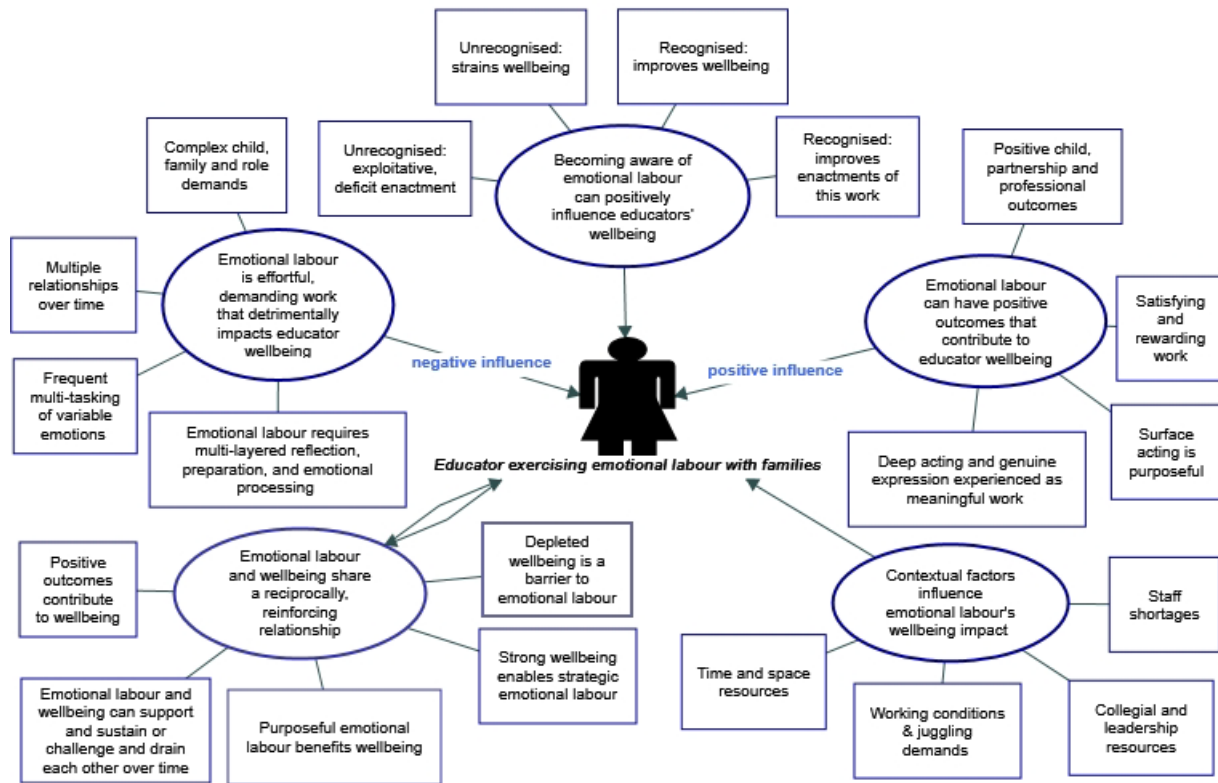 Unrecognised:
strains wellbeing
Recognised:
improves wellbeing
Complex child,
family and role
demands
Unrecognised:
exploitative,
deficit enactment
Becoming aware of
emotional labour
can positively
influence educators'
wellbeing
Recognised:
improves
enactments of
this work
Positive child,
partnership and
professional
outcomes
Multiple
relationships
over time
Emotional labour
is effortful,
demanding work
that detrimentally
impacts educator
wellbeing
Emotional labour
can have positive
outcomes that
contribute to
educator wellbeing
Satisfying
and
rewarding
work
negative influence
positive influence
Frequent
multi-tasking
of variable
emotions
Emotional labour requires
multi-layered reflection,
preparation, and emotional
processing
Educator exercising emotional labour with families
Deep acting and genuine
expression experienced as
meaningful work
Surface
acting is
purposeful
Positive
outcomes
contribute
to wellbeing
Emotional labour
and wellbeing share
a reciprocally,
reinforcing
relationship
Depleted
wellbeing is a
barrier to
emotional labour
Contextual factors
influence
emotional labour's
wellbeing impact
Staff
shortages
Emotional labour and
wellbeing can support
and sustain or
challenge and drain
each other over time
Purposeful emotional
labour benefits wellbeing
Strong wellbeing
enables strategic
emotional labour
Time and space
resources
Working conditions
& juggling
demands
Collegial and
leadership
resources